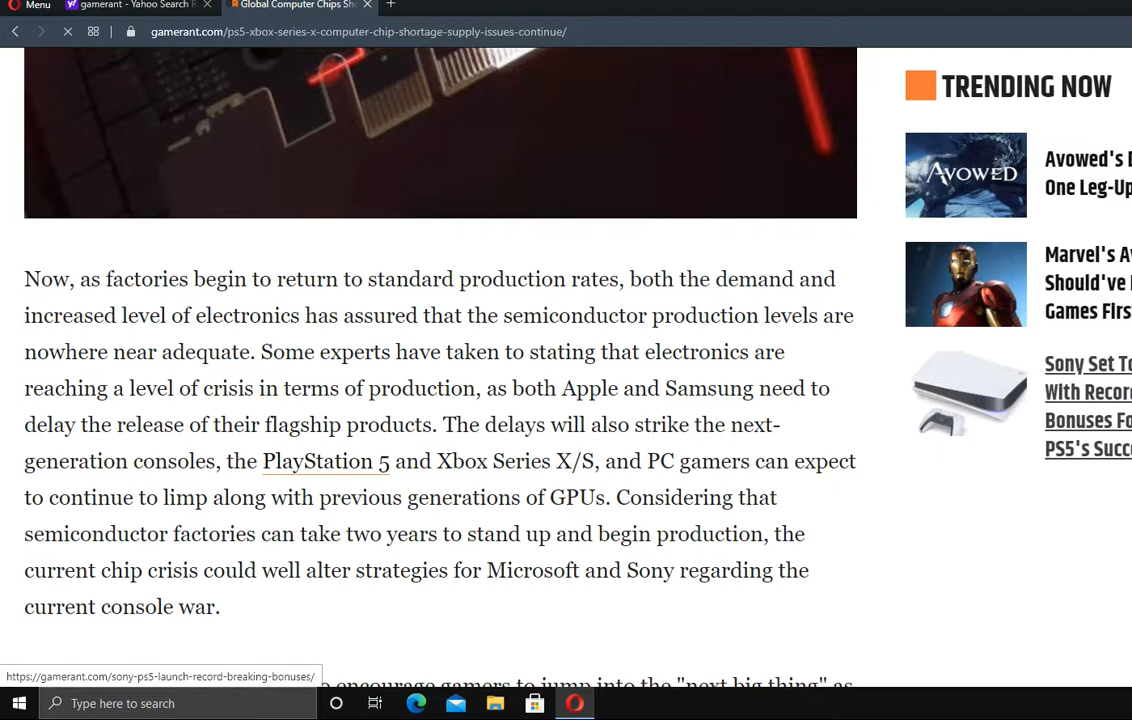 Menu
gamerant - Yahoo Search R
Global Computer Chips Sho
gamerant.com/ps5-xbox-series-x-computer-chip-shortage-supply-issues-continue/
TRENDING NOW
AVOWED
Avowed's D
One Leg-Up
Marvel's Av
Should've
Games Firs
Sony Set To
With Recor
Bonuses Fo
PS5's Succ
Now, as factories begin to return to standard production rates, both the demand and
increased level of electronics has assured that the semiconductor production levels are
nowhere near adequate. Some experts have taken to stating that electronics are
reaching a level of crisis in terms of production, as both Apple and Samsung need to
delay the release of their flagship products. The delays will also strike the next-
generation consoles, the PlayStation 5 and Xbox Series X/S, and PC gamers can expect
to continue to limp along with previous generations of GPUs. Considering that
semiconductor factories can take two years to stand up and begin production, the
current chip crisis could well alter strategies for Microsoft and Sony regarding the
current console war.
encourage gamers to jump into the "next big thing" as
https://gamerant.com/sony-ps5-launch-record-breaking-bonuses/
Type here to search